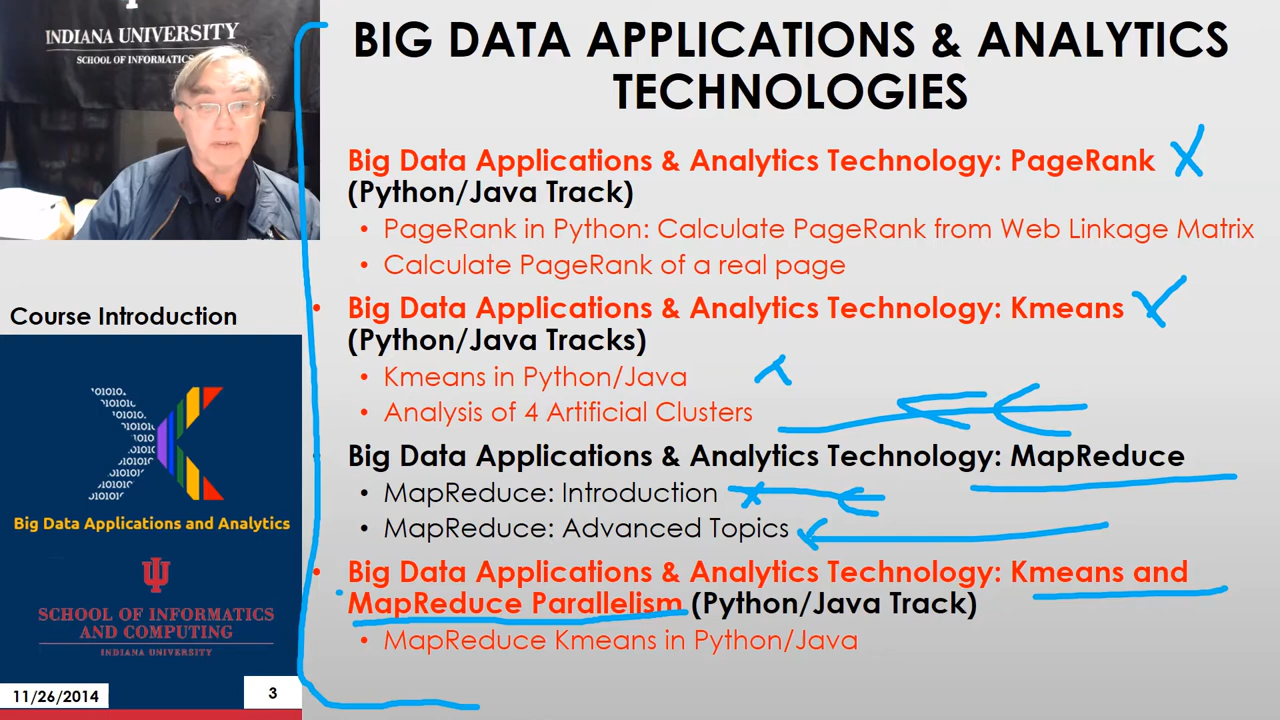 INDIANA UNIVERSITY
SCHOOL OF INFORMATICS
BIG DATA APPLICATIONS & ANALYTICS
TECHNOLOGIES
Big Data Applications & Analytics Technology: PageRank
(Python/Java Track)
• PageRank in Python: Calculate PageRank from Web Linkage Matrix
• Calculate PageRank of a real page
• Big Data Applications & Analytics Technology: Kmeans
(Python/Java Tracks)
• Kmeans in Python/Java
• Analysis of 4 Artificial Clusters
• Big Data Applications & Analytics Technology: MapReduce
• MapReduce: Introduction
• MapReduce: Advanced Topics
• Big Data Applications & Analytics Technology: Kmeans and
MapReduce Parallelism (Python/Java Track)
• MapReduce Kmeans in Python/Java
Course Introduction
Big Data Applications and Analytics
SCHOOL OF INFORMATICS
AND COMPUTING
INDIANA UNIVERSITY
11/26/2014
3